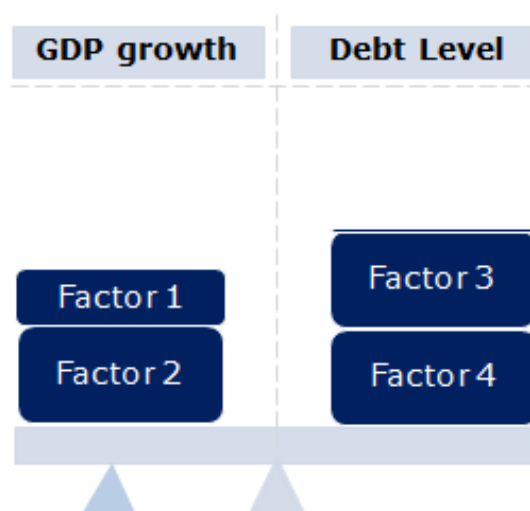 GDP growth
Debt Level
Factor 1
Factor 2
Factor 3
Factor 4